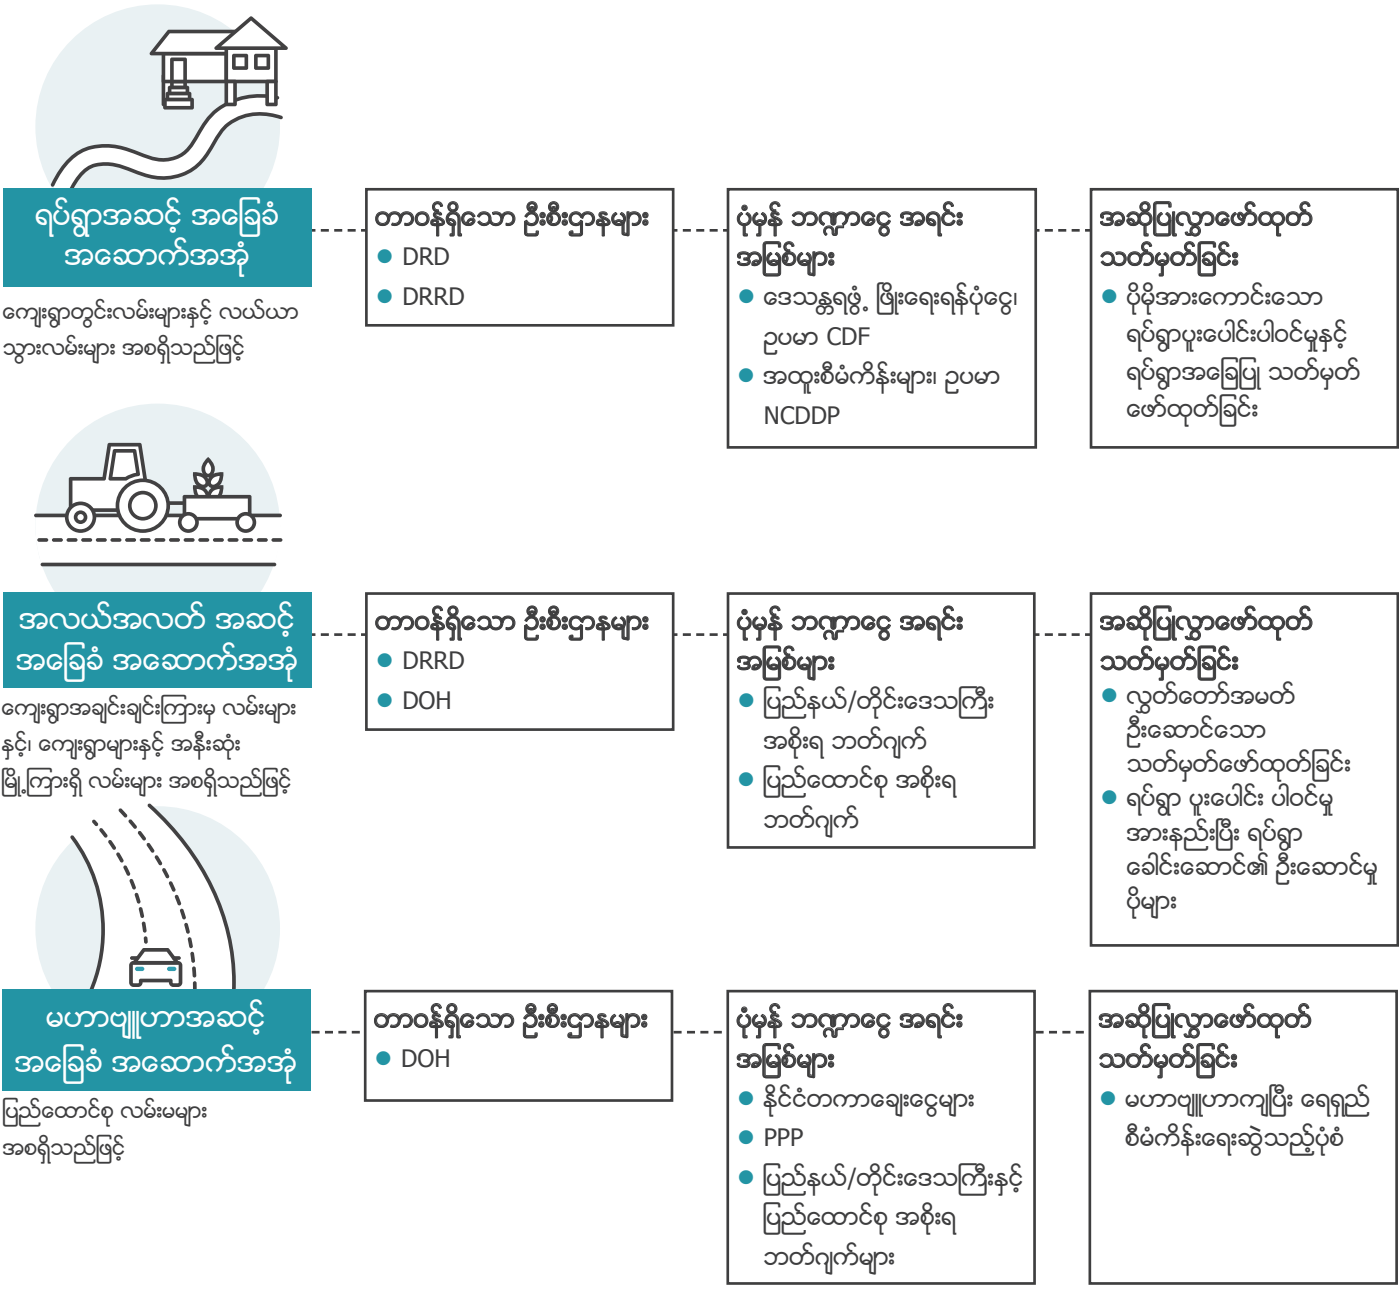 ရပ်ရွာအဆင့် အခြေခံ
အဆောက်အအုံ
ကျေးရွာတွင်းလမ်းများနှင့် လယ်ယာ
သွားလမ်းများ အစရှိသည်ဖြင့်
တာဝန်ရှိသော ဦးစီးဌာနများ
DRD
DRRD
ပုံမှန် ဘဏ္ဍာငွေ အရင်း
အမြစ်များ
ဒေသန္တရဖွံ့ ဖြိုးရေးရန်ပုံငွေ၊
ဥပမာ CDF
အထူးစီမံကိန်းများ၊ ဥပမာ
NCDDP
အဆိုပြုလွှာဖော်ထုတ်
သတ်မှတ်ခြင်း
ပိုမိုအားကောင်းသော
ရပ်ရွာပူးပေါင်းပါဝင်မှုနှင့်
ရပ်ရွာအခြေပြု သတ်မှတ်
ဖော်ထုတ်ခြင်း
အလယ်အလတ် အဆင့်
အခြေခံ အဆောက်အအုံ
ကျေးရွာအချင်းချင်းကြားမှ လမ်းများ
နှင့်၊ ကျေးရွာများနှင့် အနီးဆုံး
မြို့ကြားရှိ လမ်းများ အစရှိသည်ဖြင့်
တာဝန်ရှိသော ဦးစီးဌာနများ
DRRD
DOH
ပုံမှန် ဘဏ္ဍာငွေ အရင်း
အမြစ်များ
ပြည်နယ်/တိုင်းဒေသကြီး
အစိုးရ ဘတ်ဂျက်
ပြည်ထောင်စု အစိုးရ
ဘတ်ဂျက်
အဆိုပြုလွှာဖော်ထုတ်
သတ်မှတ်ခြင်း
လွှတ်တော်အမတ်
ဦးဆောင်သော
သတ်မှတ်ဖော်ထုတ်ခြင်း
ရပ်ရွာ ပူးပေါင်း ပါဝင်မှု
အားနည်းပြီး ရပ်ရွာ
ခေါင်းဆောင်၏ ဦးဆောင်မှု
ပိုများ
မဟာဗျူဟာအဆင့်
အခြေခံ အဆောက်အအုံ
ပြည်ထောင်စု လမ်းမများ
အစရှိသည်ဖြင့်
တာဝန်ရှိသော ဦးစီးဌာနများ
DOH
ပုံမှန် ဘဏ္ဍာငွေ အရင်း
အမြစ်များ
နိုင်ငံတကာချေးငွေများ
PPP
ပြည်နယ်/တိုင်းဒေသကြီးနှင့်
ပြည်ထောင်စု အစိုးရ
ဘတ်ဂျက်များ
အဆိုပြုလွှာဖော်ထုတ်
သတ်မှတ်ခြင်း
မဟာဗျူဟာကျပြီး ရေရှည်
စီမံကိန်းရေးဆွဲသည့်ပုံစံ